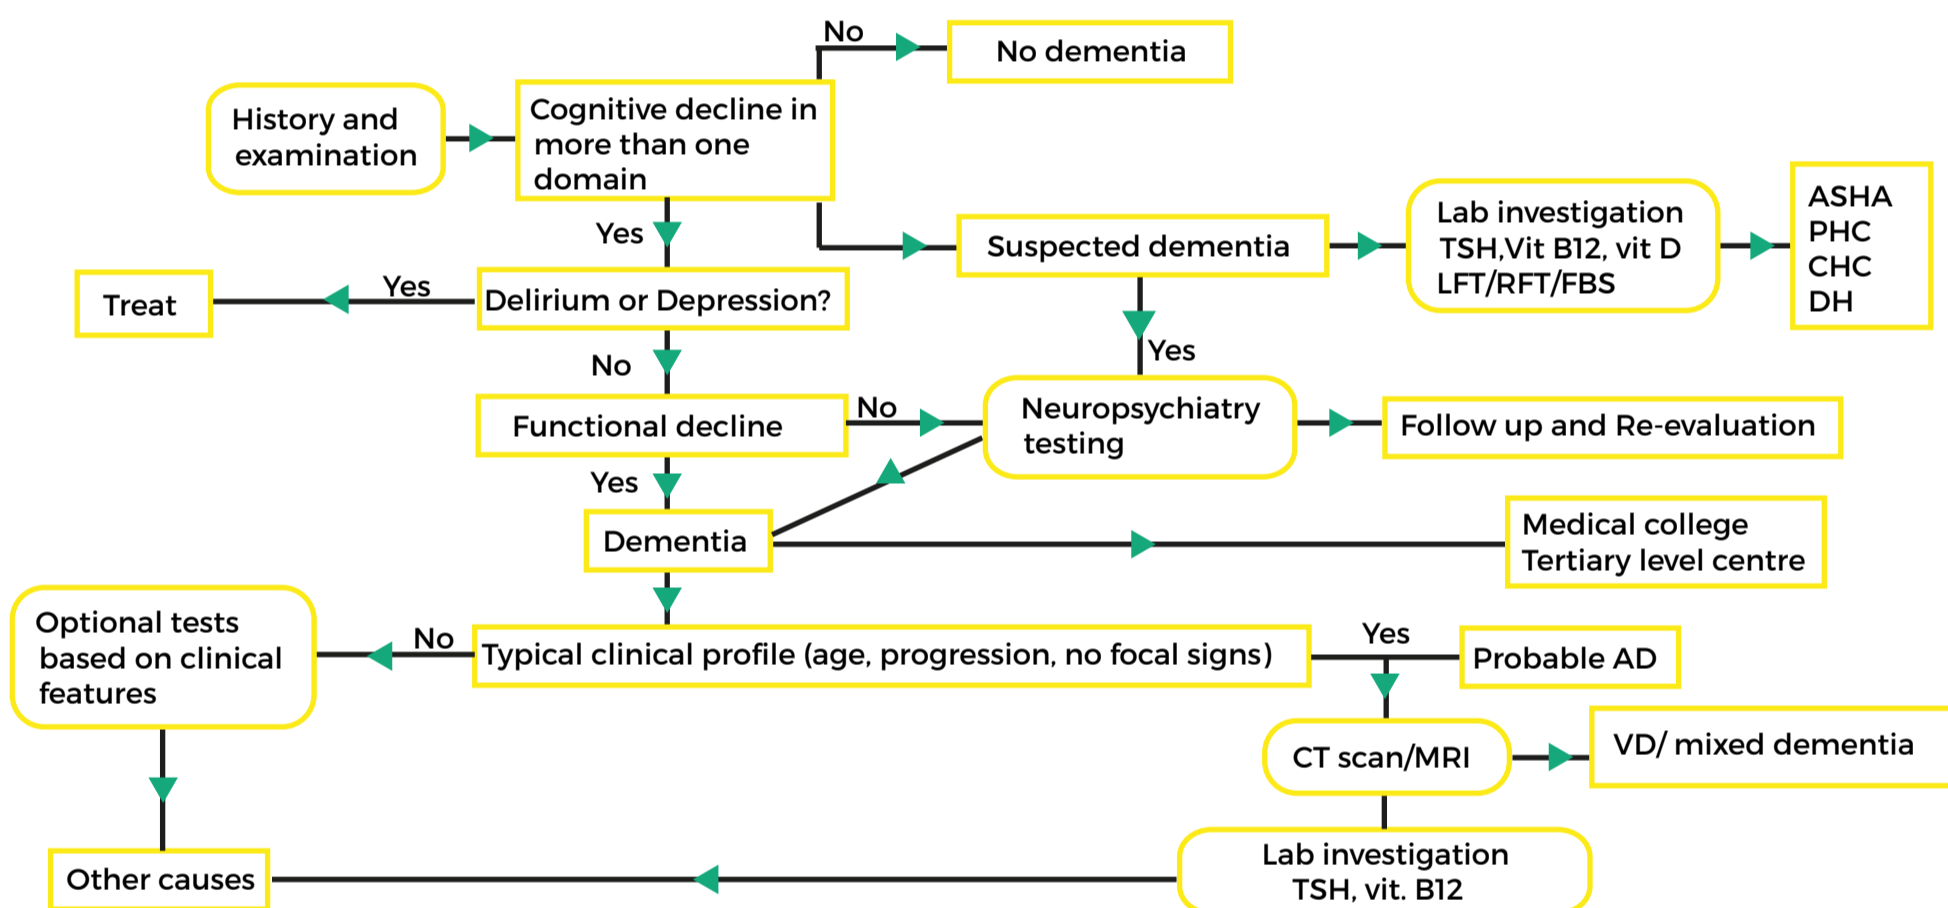 No
No dementia
History and
examination
Cognitive decline in
more than one
domain
Yes
Suspected dementia
Lab investigation
TSH,Vit B12, vit D
LFT/RFT/FBS
ASHA
PHC
CHC
DH
Treat
Yes
Delirium or Depression?
No
Yes
Functional decline
No
Neuropsychiatry
testing
Follow up and Re-evaluation
Yes
Dementia
Medical college
Tertiary level centre
Optional tests
based on clinical
features
No
Typical clinical profile (age, progression, no focal signs)
Yes
Probable AD
CT scan/MRI
VD/ mixed dementia
Other causes
Lab investigation
TSH, vit. B12